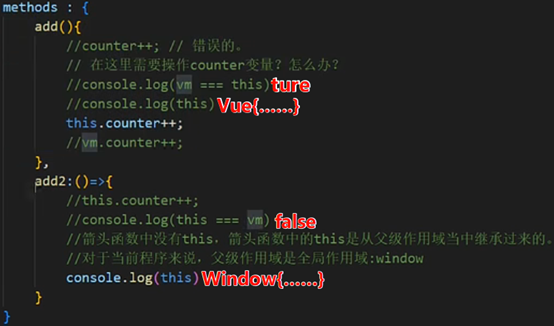 methods : {
add(){
//counter++; // 错误的。
// 在这里需要操作counter变量？怎么办？
//console.log(vm === this)ture
//console.log(this)Vue{......}
this.counter++;
//vm.counter++;
},
add2:()=>{
//this.counter++;
//console.log(this === vm)false
//箭头函数中没有this，箭头函数中的this是从父级作用域当中继承过来的。
//对于当前程序来说，父级作用域是全局作用域:window
console.log(this)Window{......}
}
}